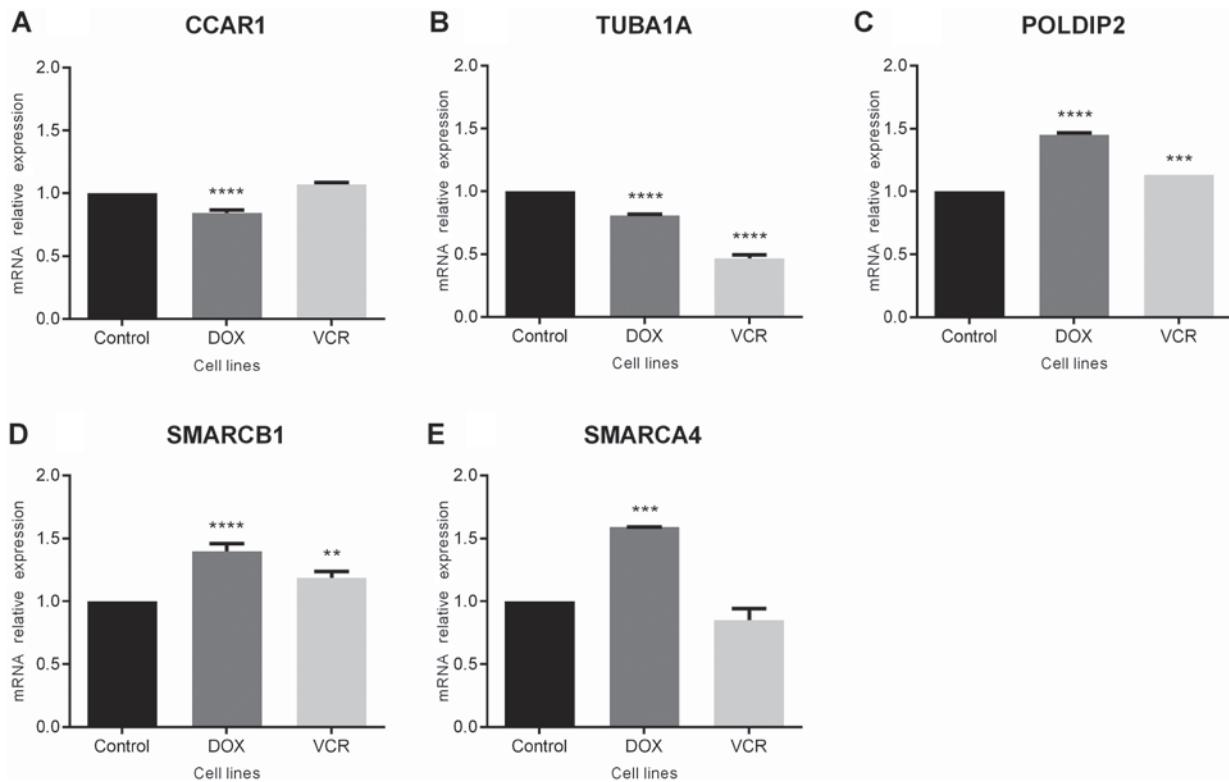 A
CCAR1
mRNA relative expression
2.0
1.5
1.0
0.5
0.0
****
Control
DOX
VCR
Cell lines
B
TUBA1A
mRNA relative expression
2.0
1.5
1.0
0.5
0.0
****
****
Control
DOX
VCR
Cell lines
C
POLDIP2
mRNA relative expression
2.0
1.5
1.0
0.5
0.0
****
***
Control
DOX
VCR
Cell lines
D
SMARCB1
mRNA relative expression
2.0
1.5
1.0
0.5
0.0
****
**
Control
DOX
VCR
Cell lines
E
SMARCA4
mRNA relative expression
2.0
1.5
1.0
0.5
0.0
***
Control
DOX
VCR
Cell lines